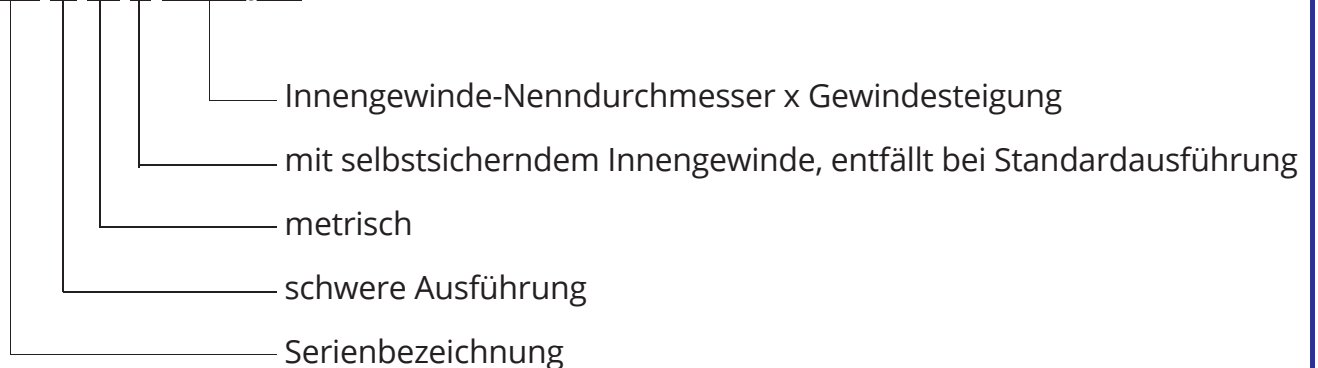 Innengewinde-Nenndurchmesser x Gewindesteigung
mit selbstsicherndem Innengewinde, entfällt bei Standardausführung
metrisch
schwere Ausführung
Serienbezeichnung